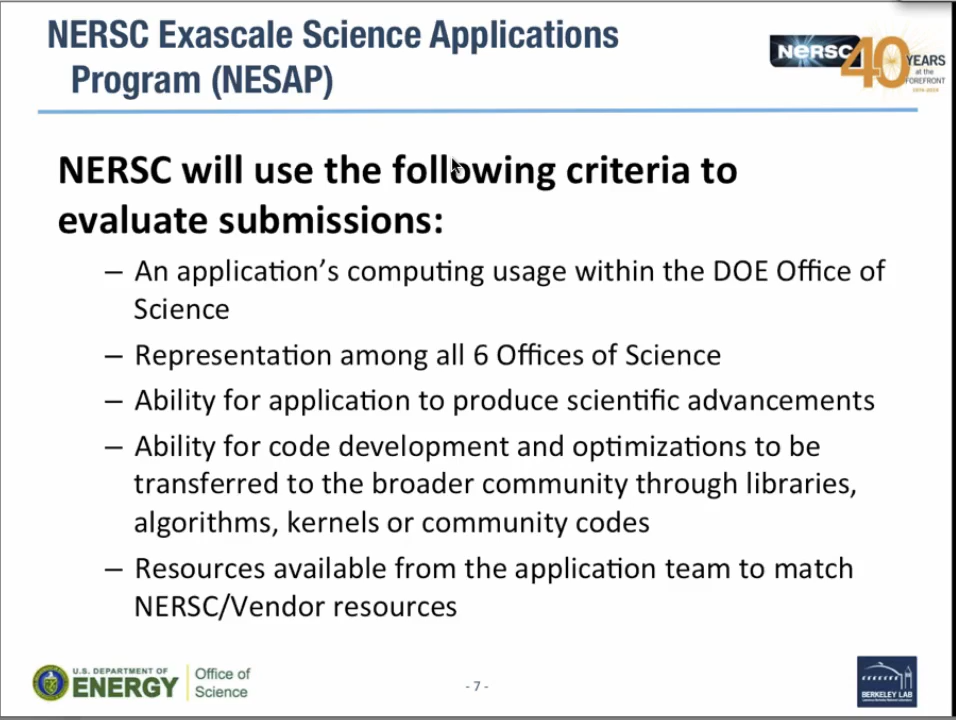 NERSC Exascale Science Applications
Program (NESAP)
NERSC
40
YEARS
at the
FOREFRONT
1974-2014
NERSC will use the following criteria to
evaluate submissions:
– An application’s computing usage within the DOE Office of
Science
– Representation among all 6 Offices of Science
– Ability for application to produce scientific advancements
– Ability for code development and optimizations to be
transferred to the broader community through libraries,
algorithms, kernels or community codes
– Resources available from the application team to match
NERSC/Vendor resources
U.S. DEPARTMENT OF
ENERGY
Office of
Science
- 7 -
BERKELEY LAB